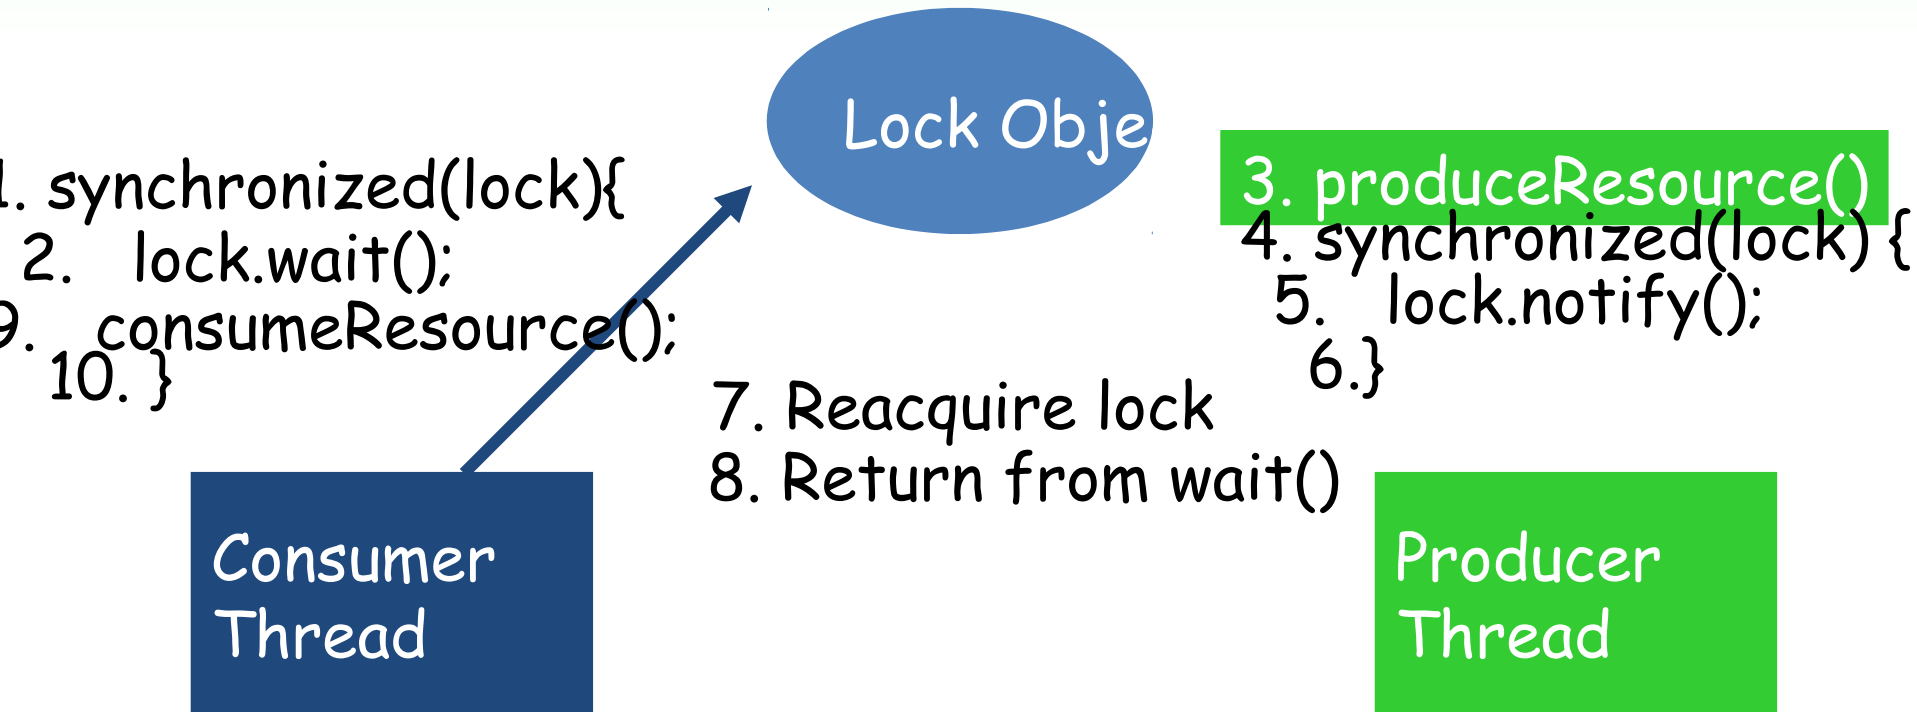 Lock Obje
1. synchronized(lock){
2. lock.wait();
9. consumeResource();
10. }
3. produceResource()
4. synchronized(lock) {
5. lock.notify();
6.}
7. Reacquire lock
8. Return from wait()
Consumer
Thread
Producer
Thread